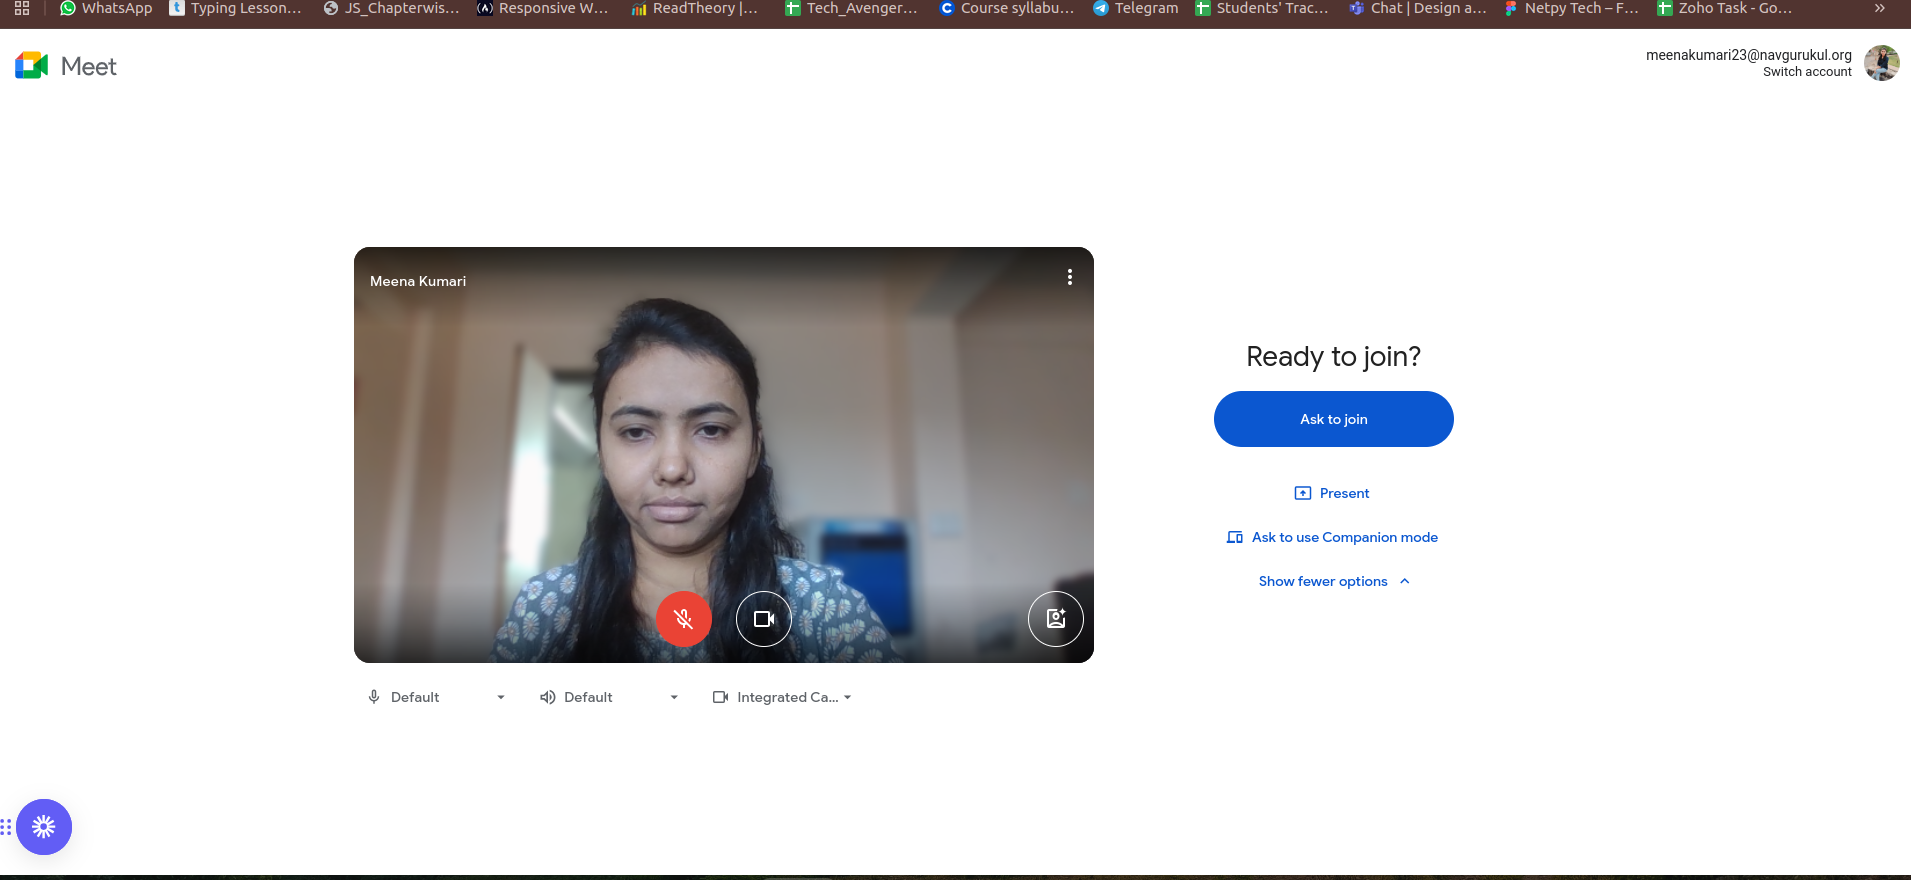 WhatsApp Typing Lesson... JS_Chapterwis... Responsive W... ReadTheory |... Tech_Avenger... Course syllabu... Telegram Students' Trac... Chat | Design a... Netpy Tech – F... Zoho Task - Go...
Meet
meenakumari23@navgurukul.org
Switch account
Meena Kumari
Ready to join?
Ask to join
Present
Ask to use Companion mode
Show fewer options
Default Default Integrated Ca...